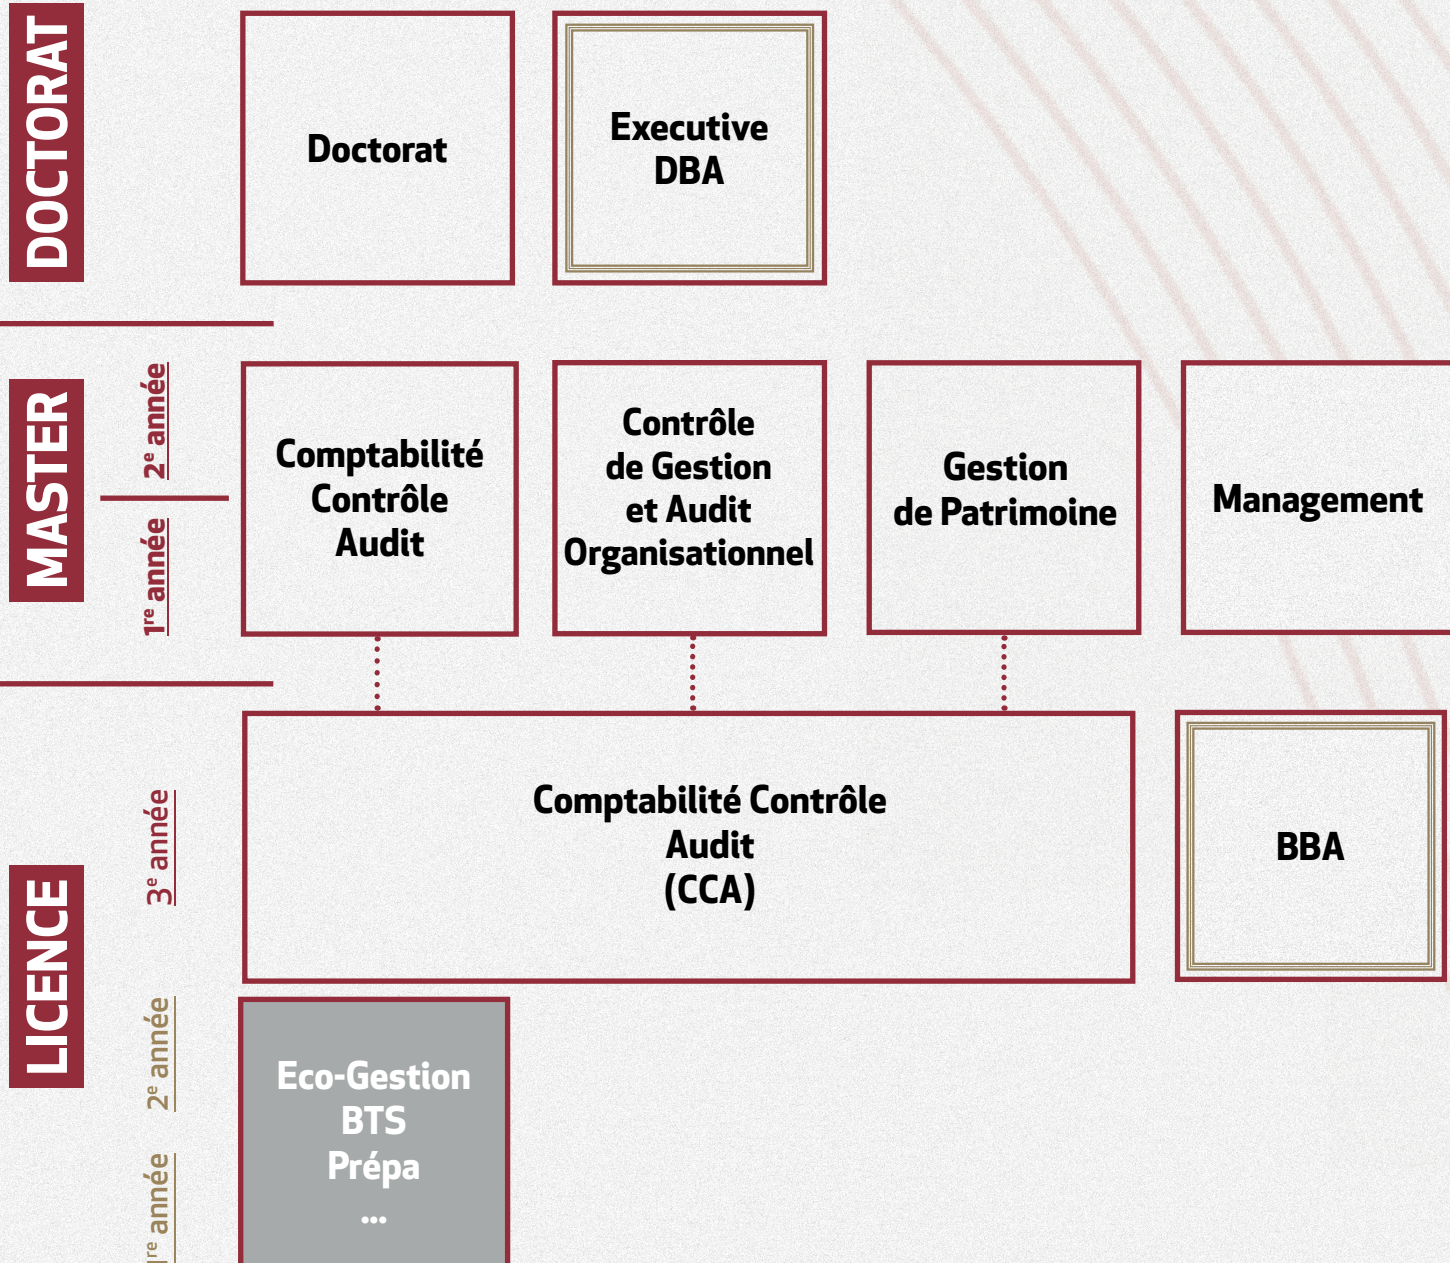 DOCTORAT
Doctorat
Executive
DBA
MASTER
2e année
1re année
Comptabilité
Contrôle
Audit
Contrôle
de Gestion
et Audit
Organisationnel
Gestion
de Patrimoine
Management
LICENCE
3e année
2e année
1re année
Comptabilité Contrôle
Audit
(CCA)
BBA
Eco-Gestion
BTS
Prépa
...